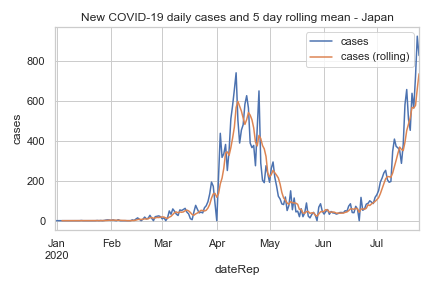 New COVID-19 daily cases and 5 day rolling mean - Japan
cases
cases (rolling)
cases
800
600
400
200
0
Jan
2020
Feb
Mar
Apr
May
Jun
Jul
dateRep